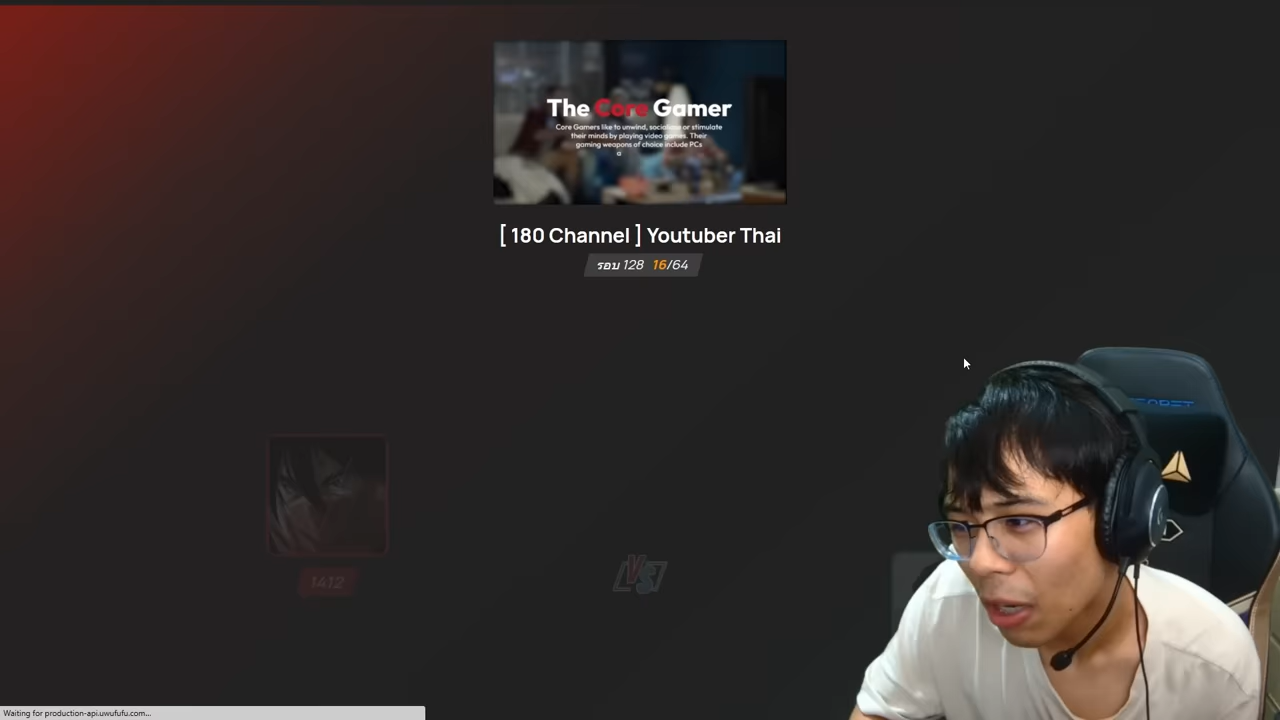 The Core Gamer
Core Gamers like to unwind, socialize or stimulate
their minds by playing video games. Their
gaming weapons of choice include PCs
a
[ 180 Channel ] Youtuber Thai
รอบ 128 16/64
1412
VS
Waiting for production-api.uwufufu.com...